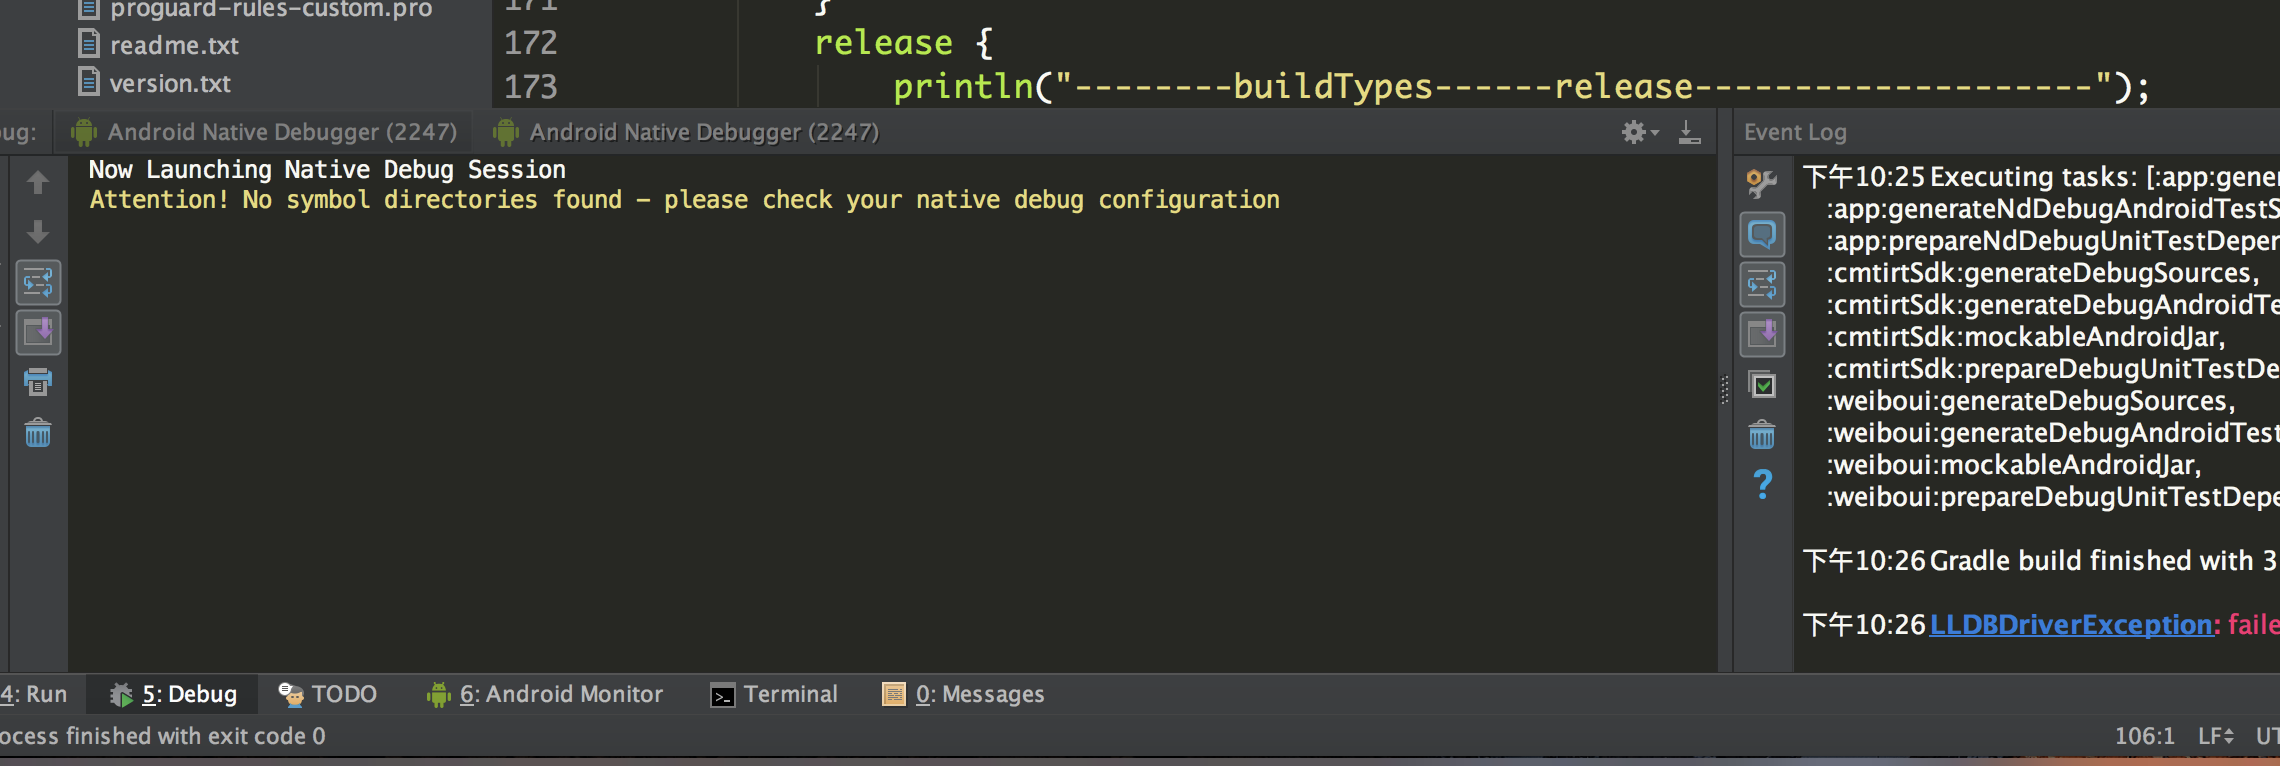 proguard-rules-custom.pro
readme.txt
version.txt
171 }
172 release {
173 println("--------buildTypes------release--------------------");
ug: Android Native Debugger (2247) Android Native Debugger (2247)
Now Launching Native Debug Session
Attention! No symbol directories found - please check your native debug configuration
Event Log
下午10:25 Executing tasks: [:app:gener
:app:generateNdDebugAndroidTestS
:app:prepareNdDebugUnitTestDeper
:cmtirtSdk:generateDebugSources,
:cmtirtSdk:generateDebugAndroidTe
:cmtirtSdk:mockableAndroidJar,
:cmtirtSdk:prepareDebugUnitTestDe
:weiboui:generateDebugSources,
:weiboui:generateDebugAndroidTest
:weiboui:mockableAndroidJar,
:weiboui:prepareDebugUnitTestDepe
下午10:26 Gradle build finished with 3
下午10:26 LLDBDriverException: faile
4: Run 5: Debug TODO 6: Android Monitor Terminal 0: Messages
ocess finished with exit code 0
106:1 LF UT